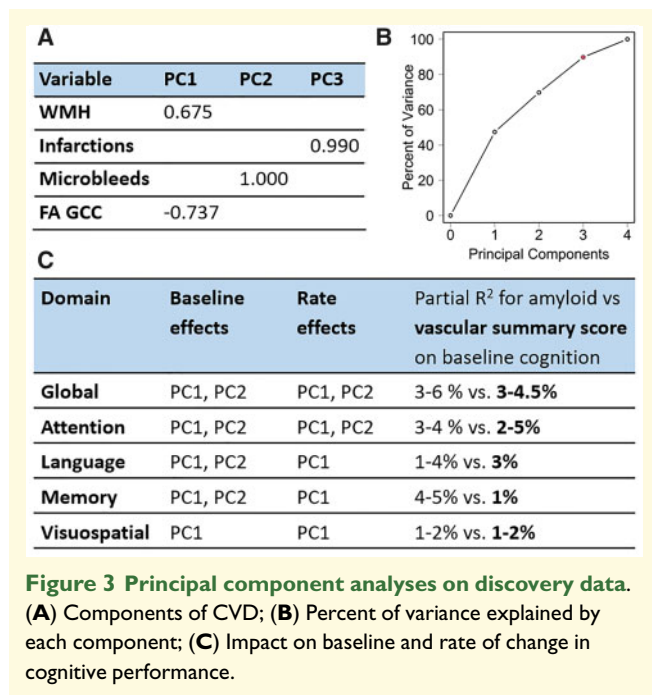 A
Variable PC1 PC2 PC3
WMH 0.675
Infarctions 0.990
Microbleeds 1.000
FA GCC -0.737
B
Percent of Variance
100
80
60
40
20
0
0 1 2 3 4
Principal Components
C
Domain Baseline effects Rate effects Partial R² for amyloid vs vascular summary score on baseline cognition
Global PC1, PC2 PC1, PC2 3-6 % vs. 3-4.5%
Attention PC1, PC2 PC1, PC2 3-4 % vs. 2-5%
Language PC1, PC2 PC1 1-4% vs. 3%
Memory PC1, PC2 PC1 4-5% vs. 1%
Visuospatial PC1 PC1 1-2% vs. 1-2%
Figure 3 Principal component analyses on discovery data.
(A) Components of CVD; (B) Percent of variance explained by
each component; (C) Impact on baseline and rate of change in
cognitive performance.